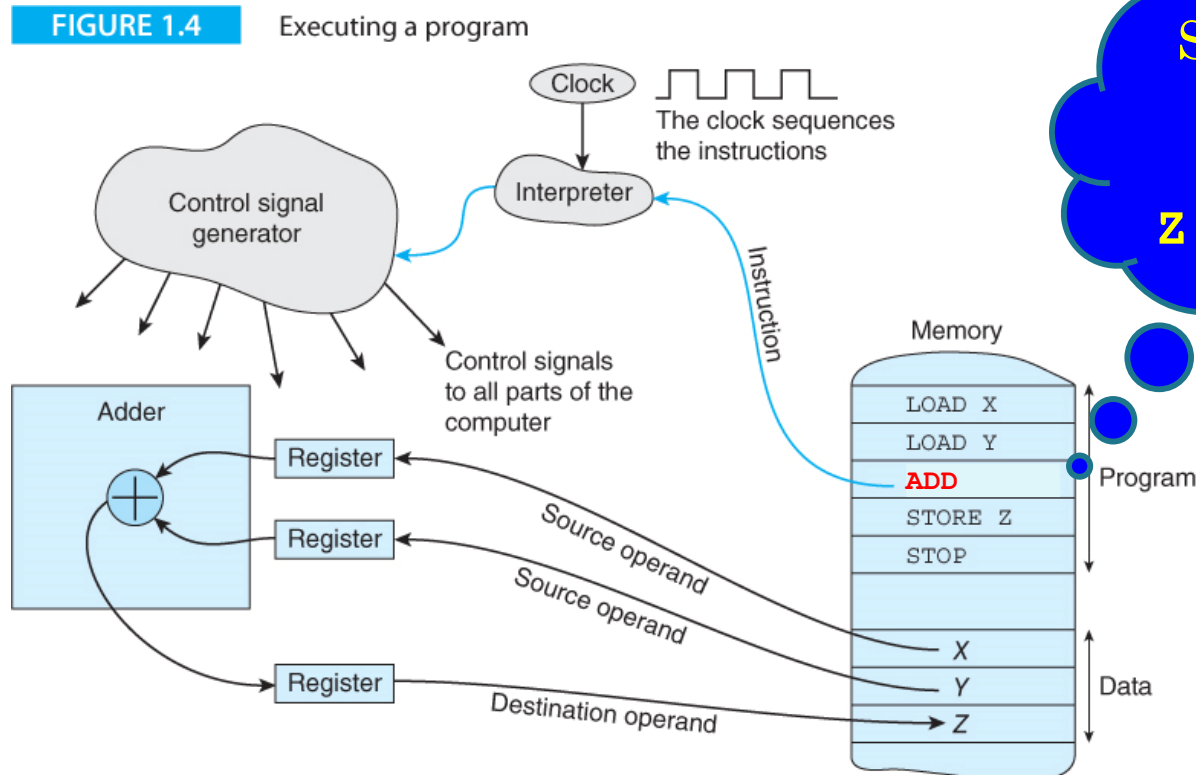 FIGURE 1.4 Executing a program
S
Clock
The clock sequences
the instructions
Interpreter
Control signal
generator
Z
Instruction
Memory
Control signals
to all parts of the
computer
Adder
LOAD X
LOAD Y
ADD
STORE Z
STOP
Program
Register
Register
Source operand
Source operand
X
Y
Z
Data
Register
Destination operand